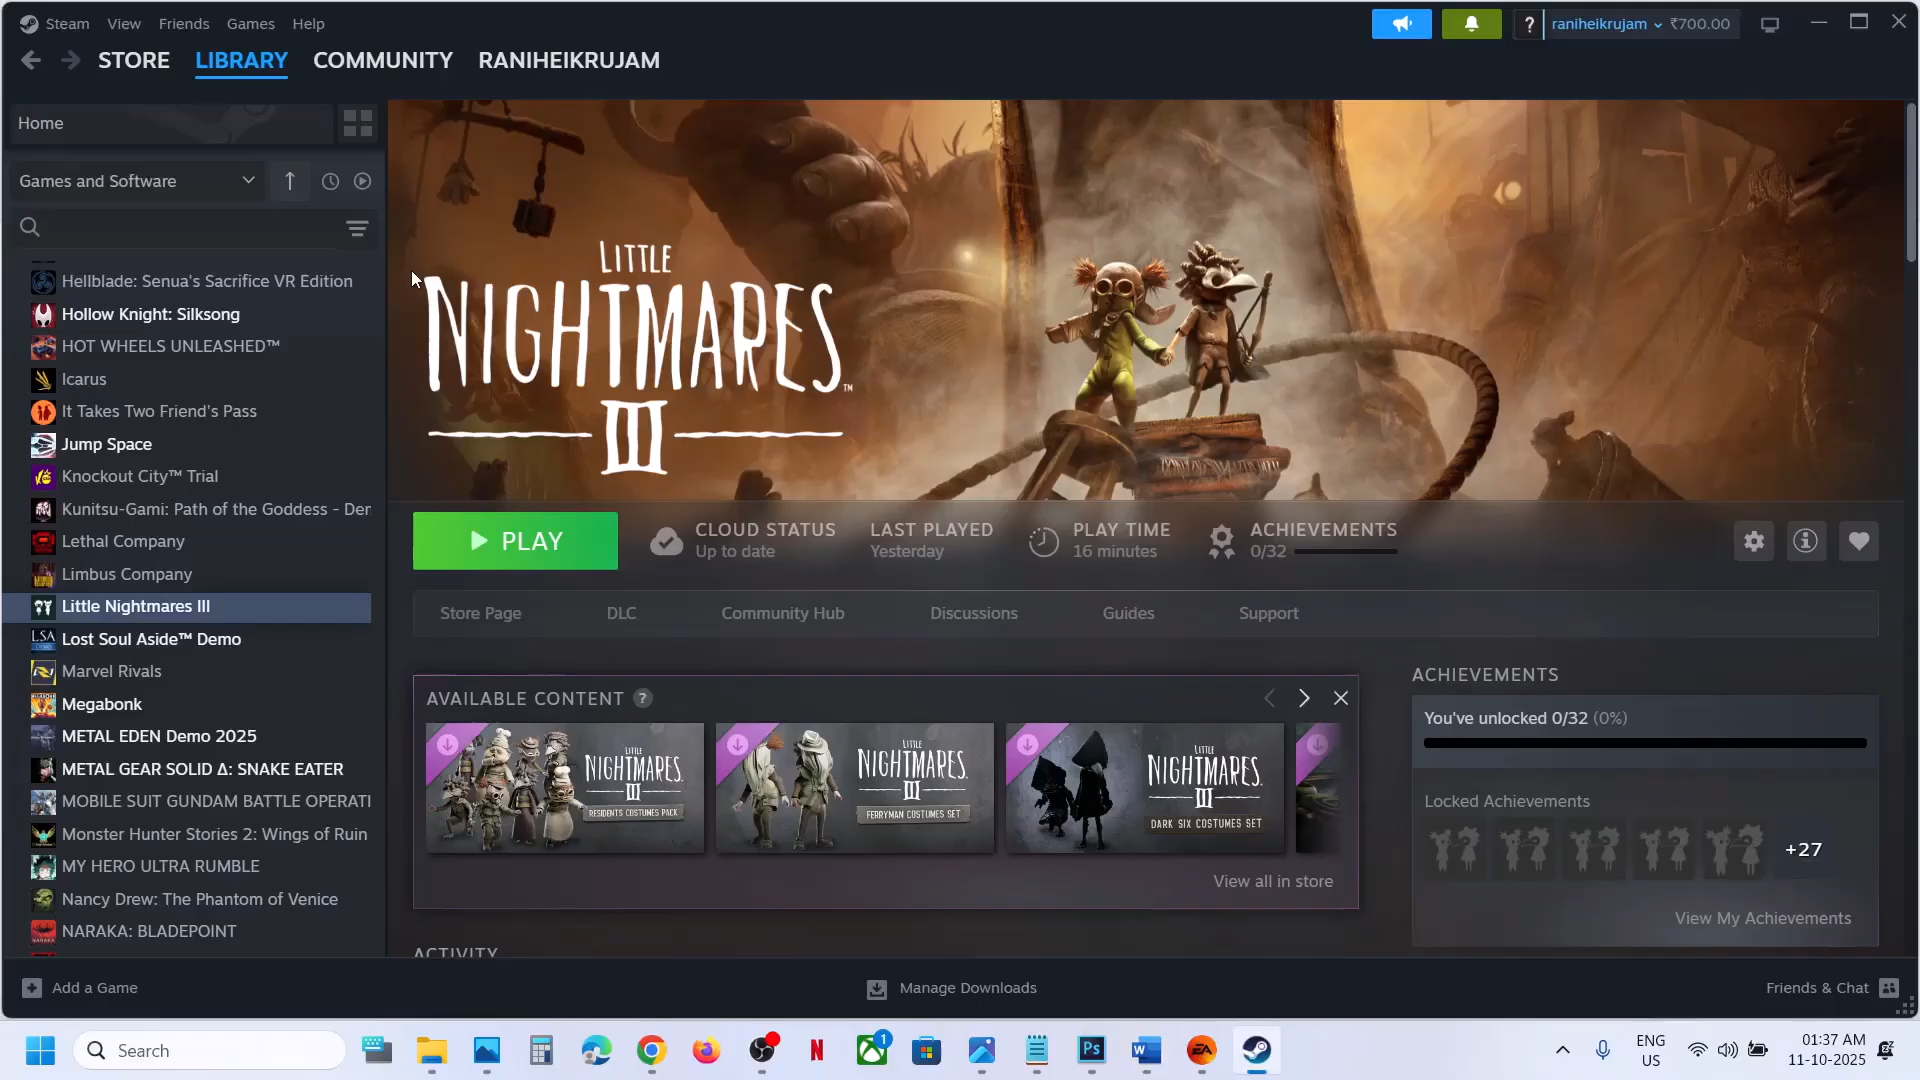 Steam View Friends Games Help
? raniheikrujam ₹700.00
STORE LIBRARY COMMUNITY RANIHEIKRUJAM
Home
Games and Software
Hellblade: Senua's Sacrifice VR Edition
Hollow Knight: Silksong
HOT WHEELS UNLEASHED™
Icarus
It Takes Two Friend's Pass
Jump Space
Knockout City™ Trial
Kunitsu-Gami: Path of the Goddess - Der
Lethal Company
Limbus Company
Little Nightmares III
LSA Lost Soul Aside™ Demo
Marvel Rivals
Megabonk
METAL EDEN Demo 2025
METAL GEAR SOLID Δ: SNAKE EATER
MOBILE SUIT GUNDAM BATTLE OPERATI
Monster Hunter Stories 2: Wings of Ruin
MY HERO ULTRA RUMBLE
Nancy Drew: The Phantom of Venice
NARAKA: BLADEPOINT
LITTLE
NIGHTMARES™
III
PLAY
CLOUD STATUS
Up to date
LAST PLAYED
Yesterday
PLAY TIME
16 minutes
ACHIEVEMENTS
0/32
Store Page DLC Community Hub Discussions Guides Support
AVAILABLE CONTENT ?
LITTLE
NIGHTMARES
III
RESIDENTS COSTUMES PACK
LITTLE
NIGHTMARES
III
FERRYMAN COSTUMES SET
LITTLE
NIGHTMARES
III
DARK SIX COSTUMES SET
View all in store
ACTIVITY
ACHIEVEMENTS
You've unlocked 0/32 (0%)
Locked Achievements
+27
View My Achievements
Add a Game Manage Downloads Friends & Chat
Search
N
1
Ps
W
EA
ENG
US
01:37 AM
11-10-2025